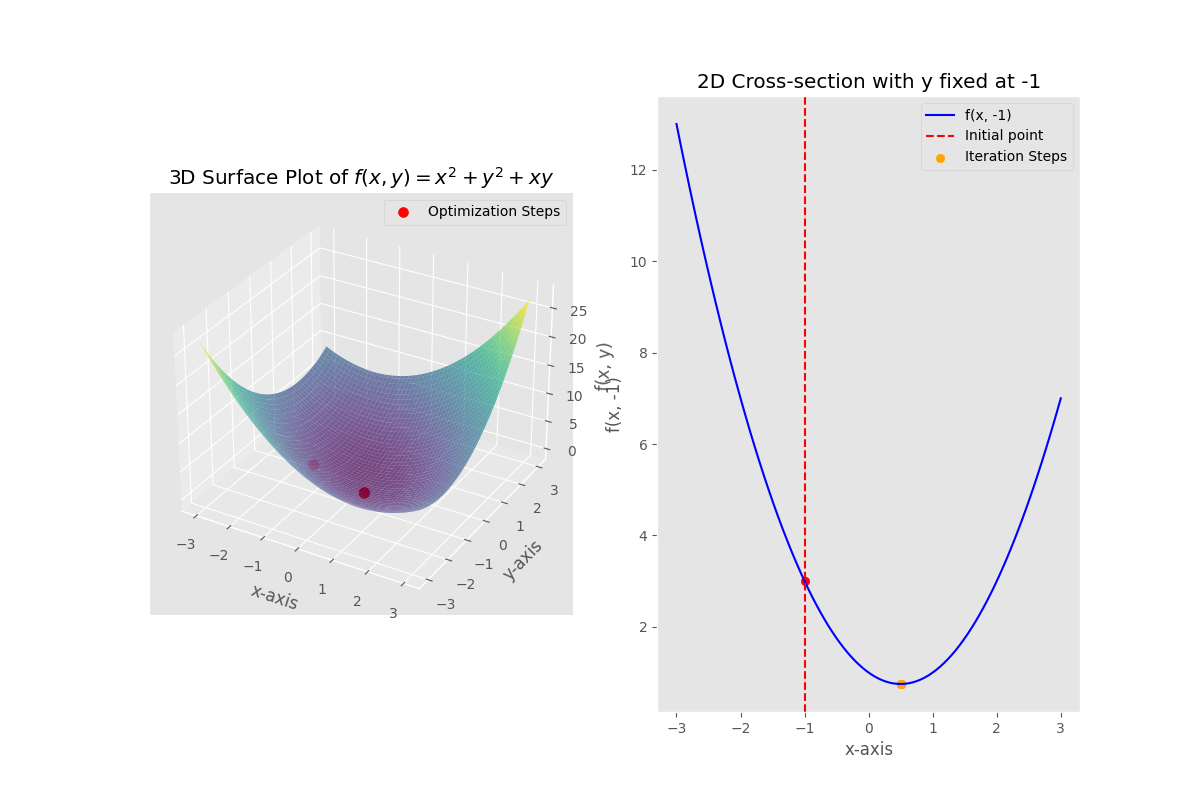 3D Surface Plot of f(x, y) = x² + y² + xy
Optimization Steps
25
20
15
10
5
0
f(x, y)
−3
−2
−1
0
1
2
3
x-axis
−3
−2
−1
0
1
2
3
y-axis
2D Cross-section with y fixed at -1
f(x, -1)
Initial point
Iteration Steps
12
10
8
6
4
2
f(x, -1)
−3 −2 −1 0 1 2 3
x-axis